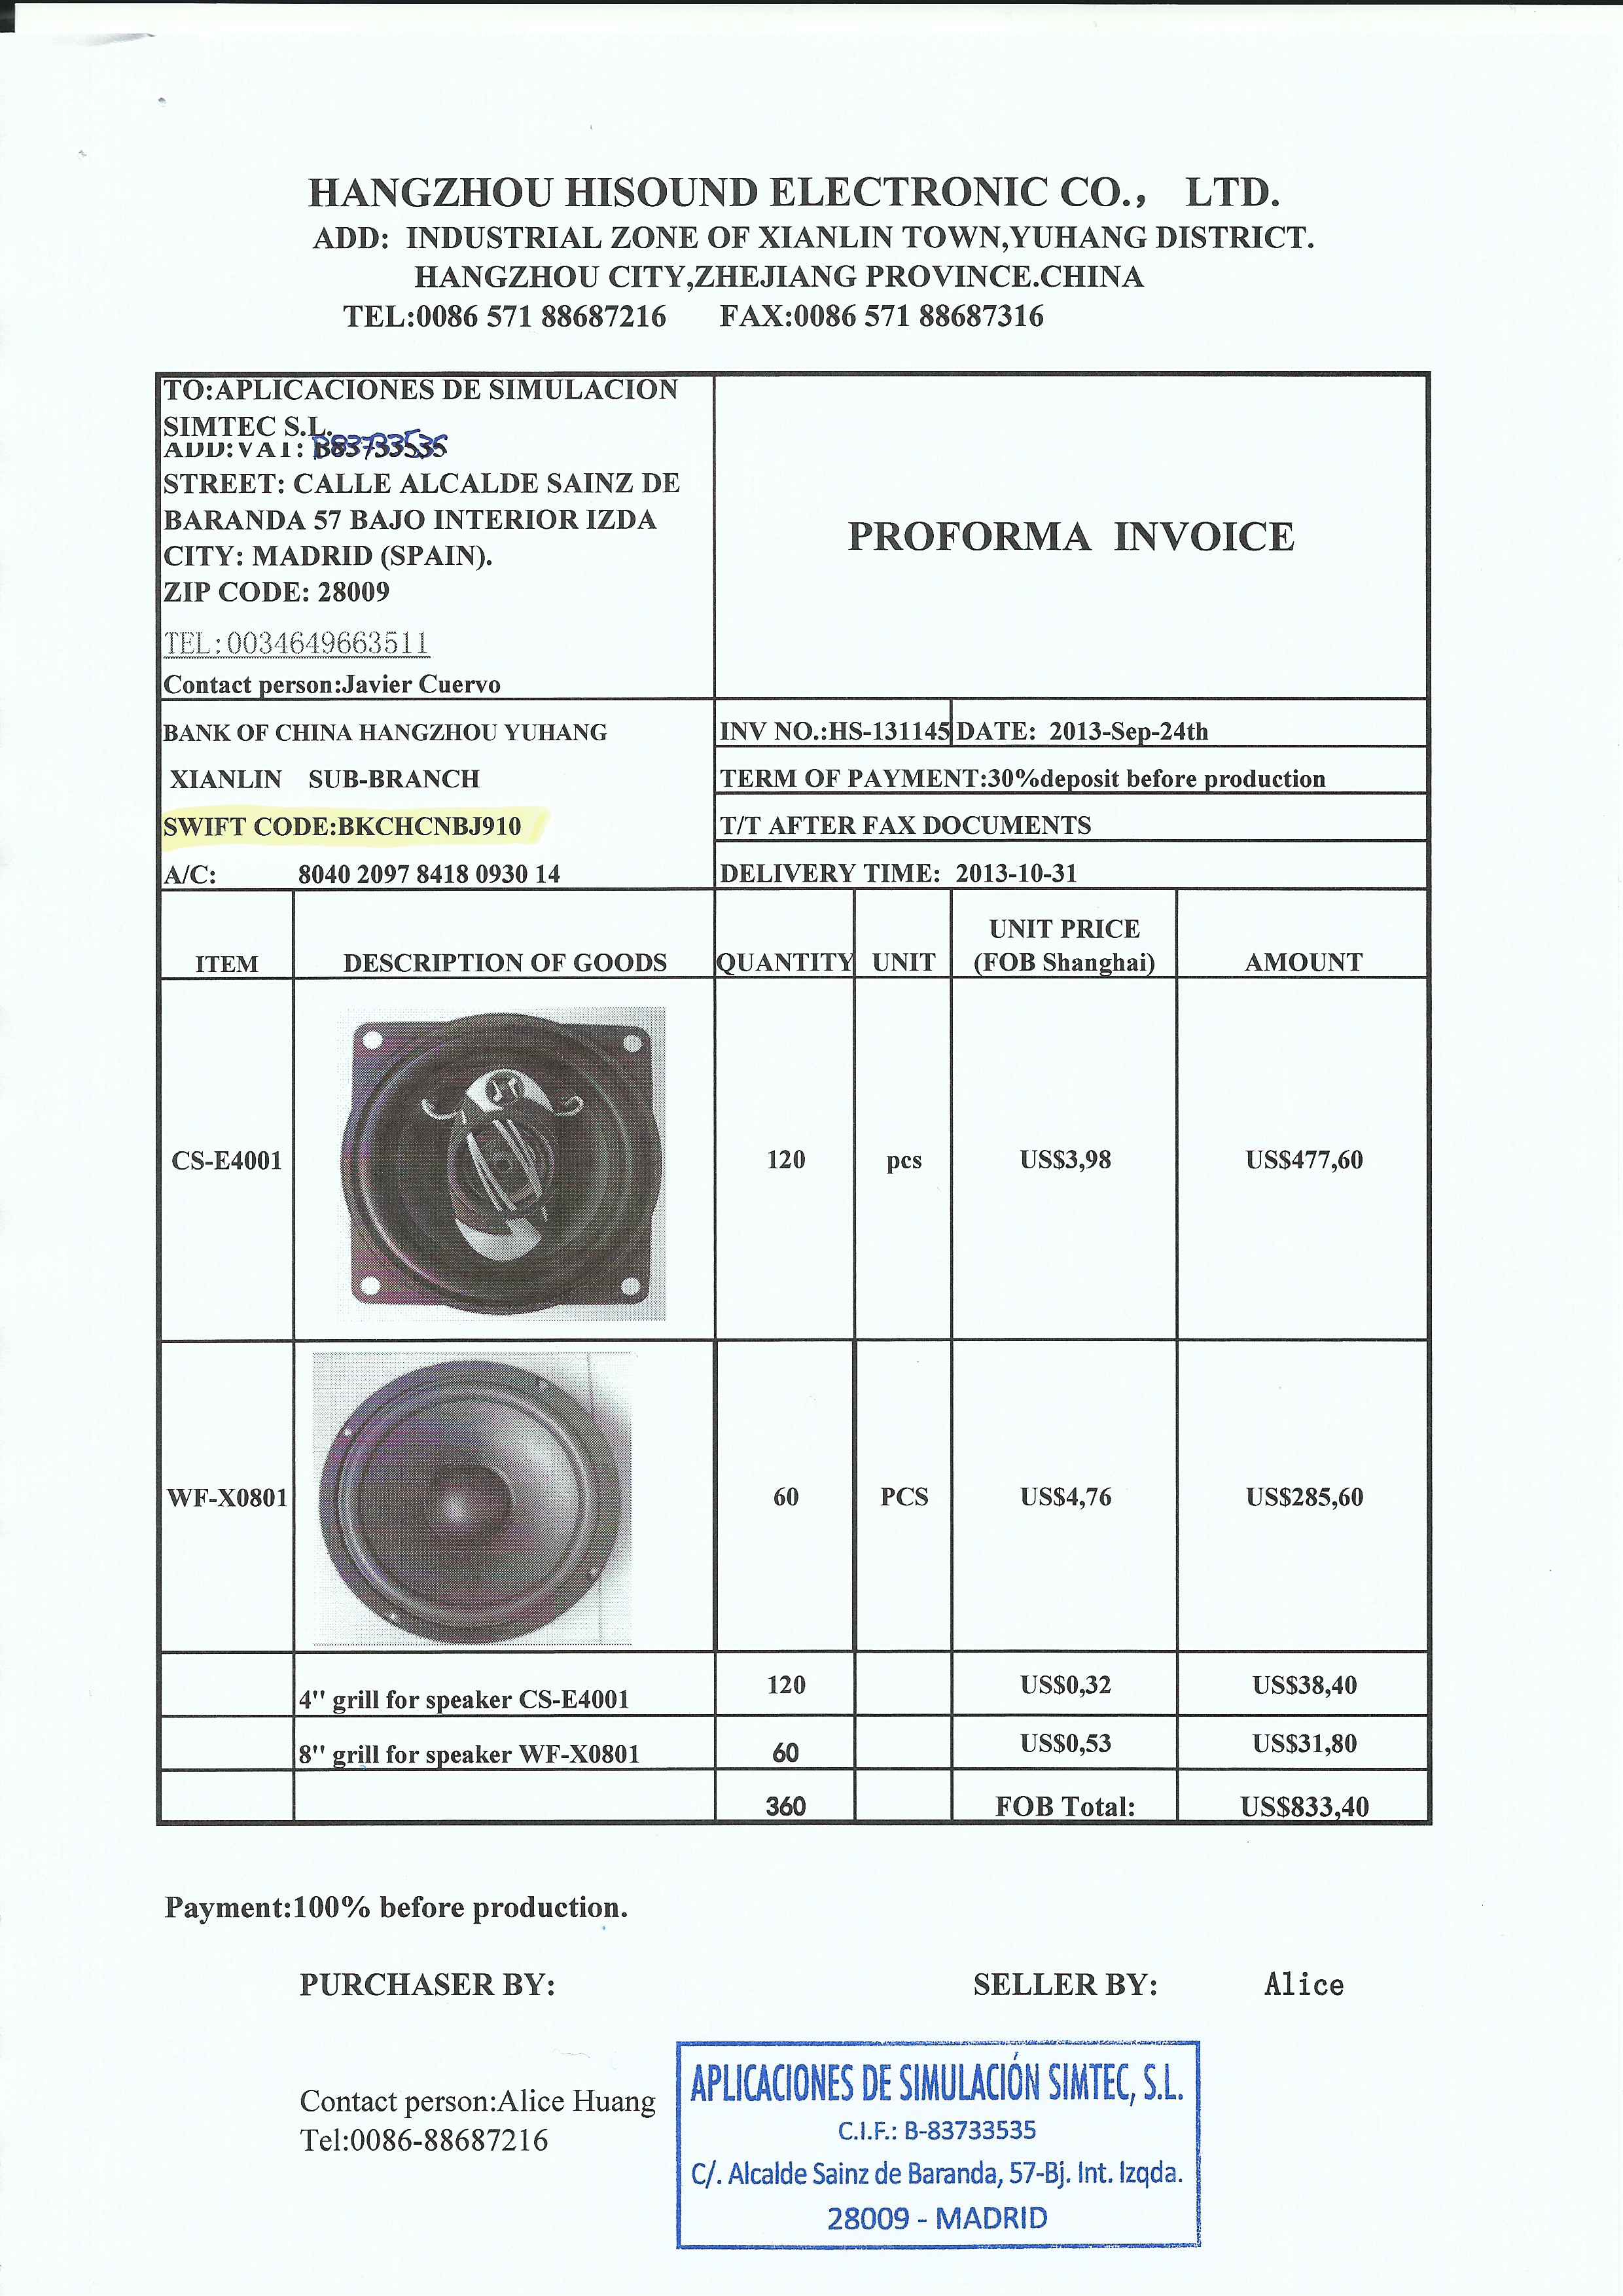 HANGZHOU HISOUND ELECTRONIC CO., LTD.
ADD: INDUSTRIAL ZONE OF XIANLIN TOWN,YUHANG DISTRICT.
HANGZHOU CITY,ZHEJIANG PROVINCE.CHINA
TEL:0086 571 88687216 FAX:0086 571 88687316
TO:APLICACIONES DE SIMULACION
SIMTEC S.L.
ADD:VAT: B83733535
STREET: CALLE ALCALDE SAINZ DE
BARANDA 57 BAJO INTERIOR IZDA
CITY: MADRID (SPAIN).
ZIP CODE: 28009
TEL:0034649663511
Contact person:Javier Cuervo
PROFORMA INVOICE
BANK OF CHINA HANGZHOU YUHANG
XIANLIN SUB-BRANCH
SWIFT CODE:BKCHCNBJ910
A/C: 8040 2097 8418 0930 14
INV NO.:HS-131145 DATE: 2013-Sep-24th
TERM OF PAYMENT:30%deposit before production
T/T AFTER FAX DOCUMENTS
DELIVERY TIME: 2013-10-31
ITEM DESCRIPTION OF GOODS QUANTITY UNIT UNIT PRICE (FOB Shanghai) AMOUNT
CS-E4001 120 pcs US$3,98 US$477,60
WF-X0801 60 PCS US$4,76 US$285,60
4" grill for speaker CS-E4001 120 US$0,32 US$38,40
8" grill for speaker WF-X0801 60 US$0,53 US$31,80
360 FOB Total: US$833,40
Payment:100% before production.
PURCHASER BY: SELLER BY: Alice
Contact person:Alice Huang
Tel:0086-88687216
APLICACIONES DE SIMULACIÓN SIMTEC, S.L.
C.I.F.: B-83733535
C/. Alcalde Sainz de Baranda, 57-Bj. Int. Izqda.
28009 - MADRID